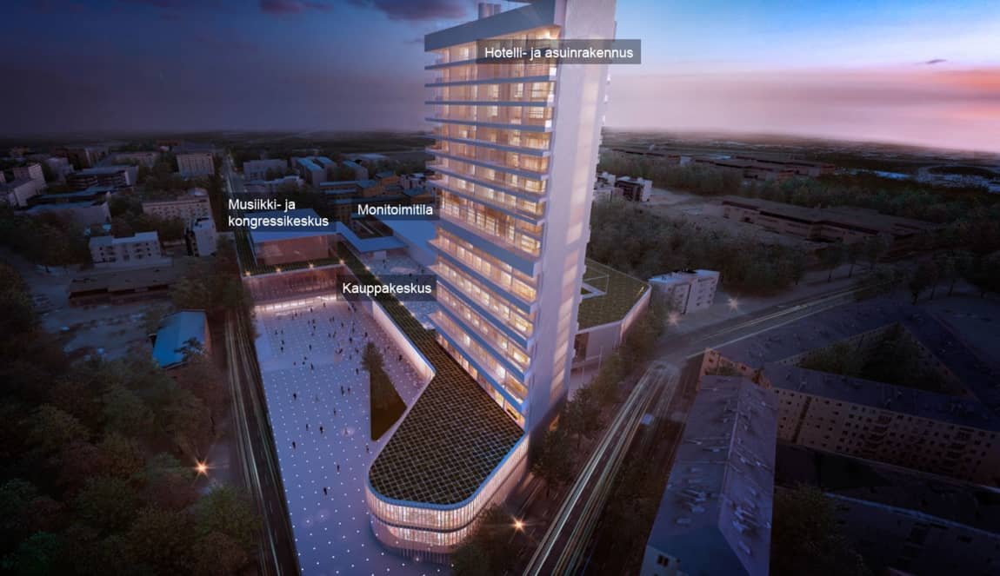 Hotelli- ja asuinrakennus
Musiikki- ja
kongressikeskus
Monitoimitila
Kauppakeskus